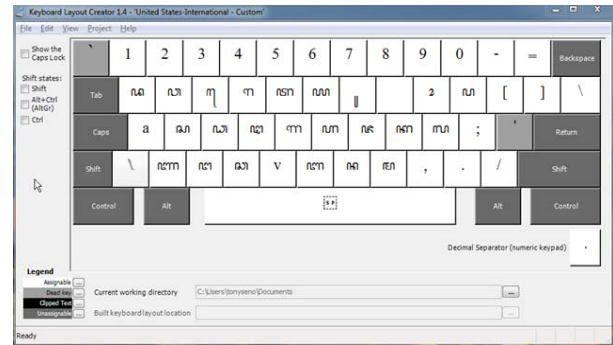 Keyboard Layout Creator 1.4 - 'United States-International - Custom'
File Edit View Project Help
Show the Caps Lock
Shift states:
Shift
Alt+Ctrl (AltGr)
Ctrl
` 1 2 3 4 5 6 7 8 9 0 - = Backspace
Tab [ ] \
Caps a ; ' Return
Shift \ v , . / Shift
Control Alt SP Alt Control
Decimal Separator (numeric keypad) .
Legend
Assignable ...
Dead key ...
Clipped Text ...
Unassignable ...
Current working directory C:\Users\tonyseno\Documents ...
Built keyboard layout location ...
Ready